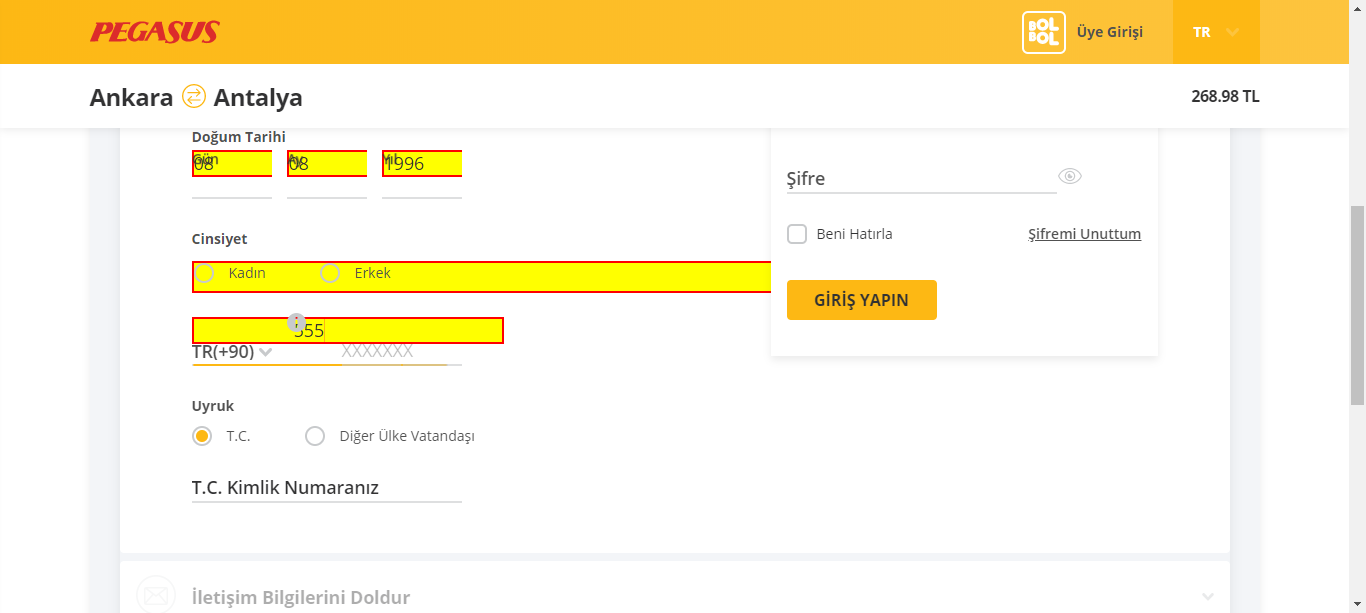 PEGASUS
BOL BOL Üye Girişi TR
Ankara Antalya 268.98 TL
Doğum Tarihi
Gün Ay Yıl
08 08 1996
Cinsiyet
Kadın Erkek
555
TR(+90) XXXXXXX
Uyruk
T.C. Diğer Ülke Vatandaşı
T.C. Kimlik Numaranız
İletişim Bilgilerini Doldur
Şifre
Beni Hatırla Şifremi Unuttum
GİRİŞ YAPIN